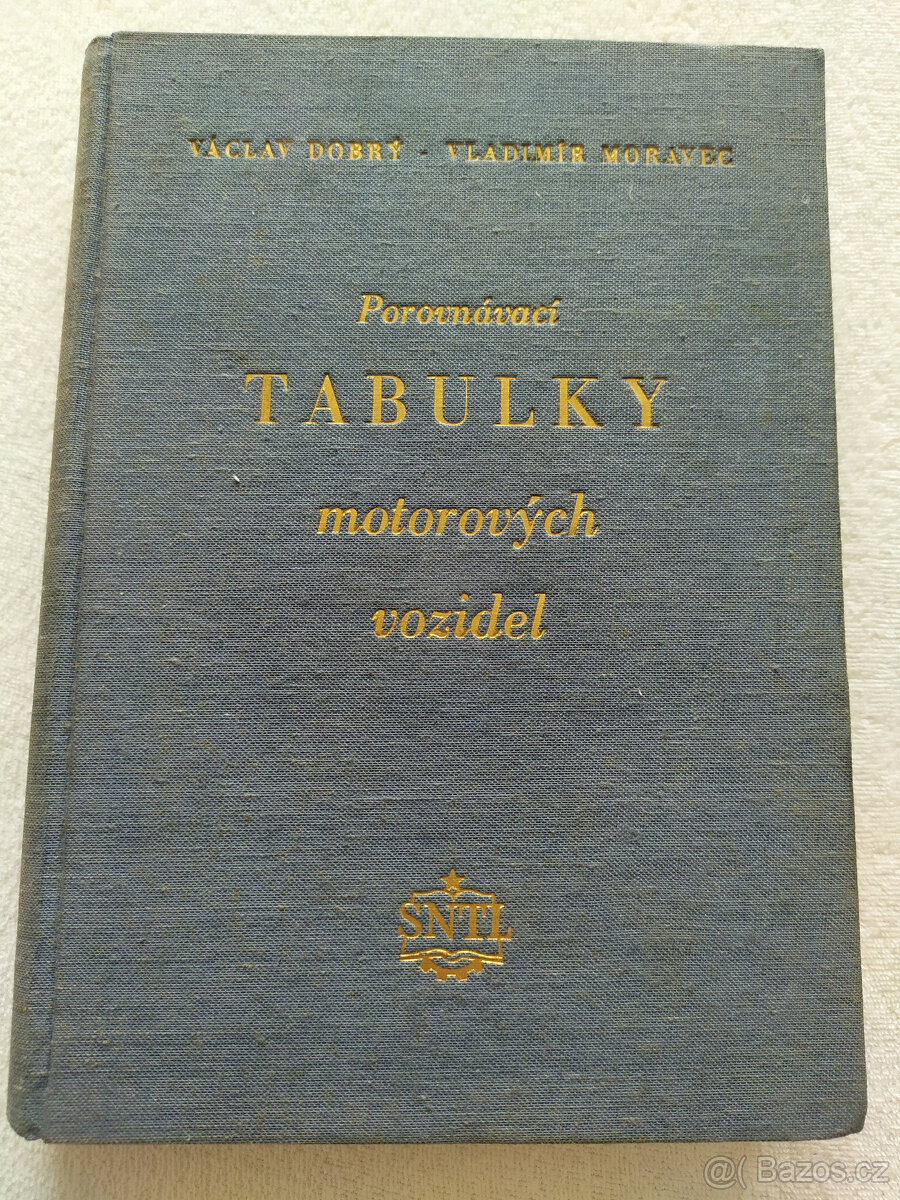 VÁCLAV DOBRÝ - VLADIMÍR MORAVEC
Porovnávací
TABULKY
motorových
vozidel
SNTL
@( Bazos.cz